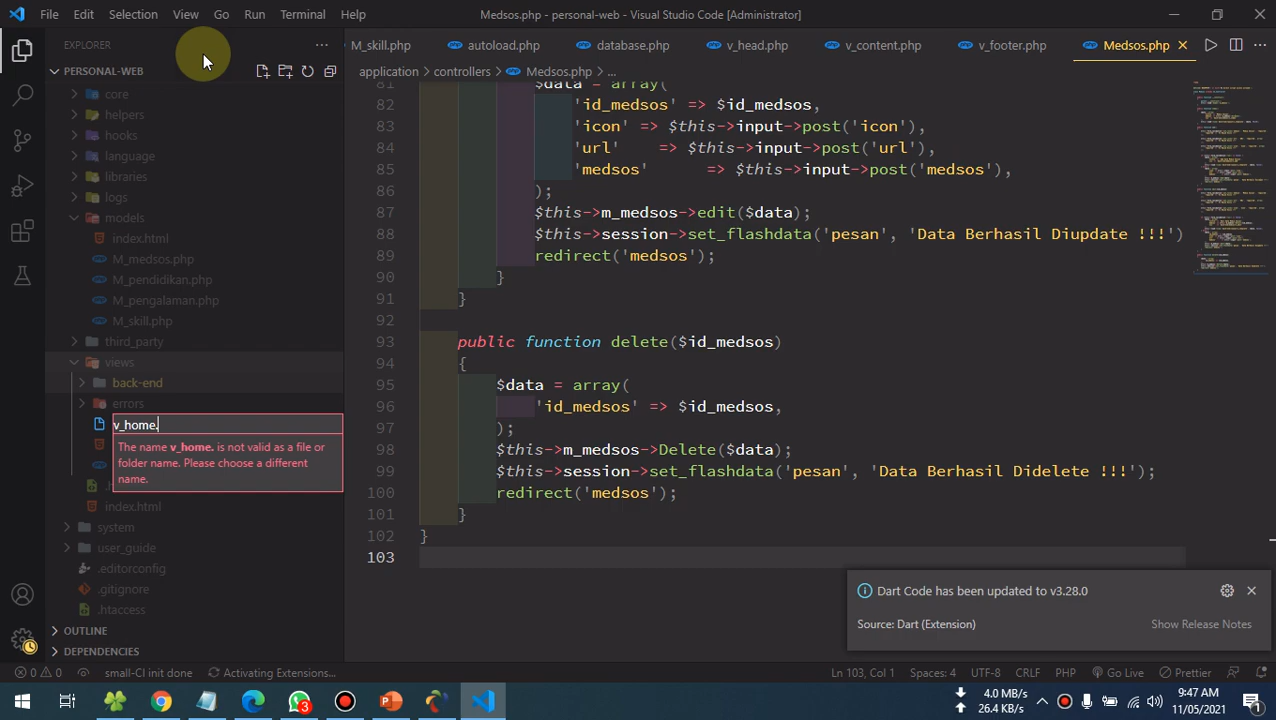 File Edit Selection View Go Run Terminal Help Medsos.php - personal-web - Visual Studio Code [Administrator]
EXPLORER
M_skill.php autoload.php database.php v_head.php v_content.php v_footer.php Medsos.php
PERSONAL-WEB
application > controllers > Medsos.php > ...
core
helpers
hooks
language
libraries
logs
models
index.html
M_medsos.php
M_pendidikan.php
M_pengalaman.php
M_skill.php
third_party
views
back-end
errors
v_home.
The name v_home. is not valid as a file or
folder name. Please choose a different
name.
index.html
system
user_guide
.editorconfig
.gitignore
.htaccess
OUTLINE
DEPENDENCIES
81 $data = array(
82 'id_medsos' => $id_medsos,
83 'icon' => $this->input->post('icon'),
84 'url' => $this->input->post('url'),
85 'medsos' => $this->input->post('medsos'),
86 );
87 $this->m_medsos->edit($data);
88 $this->session->set_flashdata('pesan', 'Data Berhasil Diupdate !!!')
89 redirect('medsos');
90 }
91 }
92
93 public function delete($id_medsos)
94 {
95 $data = array(
96 'id_medsos' => $id_medsos,
97 );
98 $this->m_medsos->Delete($data);
99 $this->session->set_flashdata('pesan', 'Data Berhasil Didelete !!!');
100 redirect('medsos');
101 }
102 }
103
Dart Code has been updated to v3.28.0
Source: Dart (Extension) Show Release Notes
0 0 small-CI init done Activating Extensions... Ln 103, Col 1 Spaces: 4 UTF-8 CRLF PHP Go Live Prettier
3 4.0 MB/s
26.4 KB/s
9:47 AM
11/05/2021
1